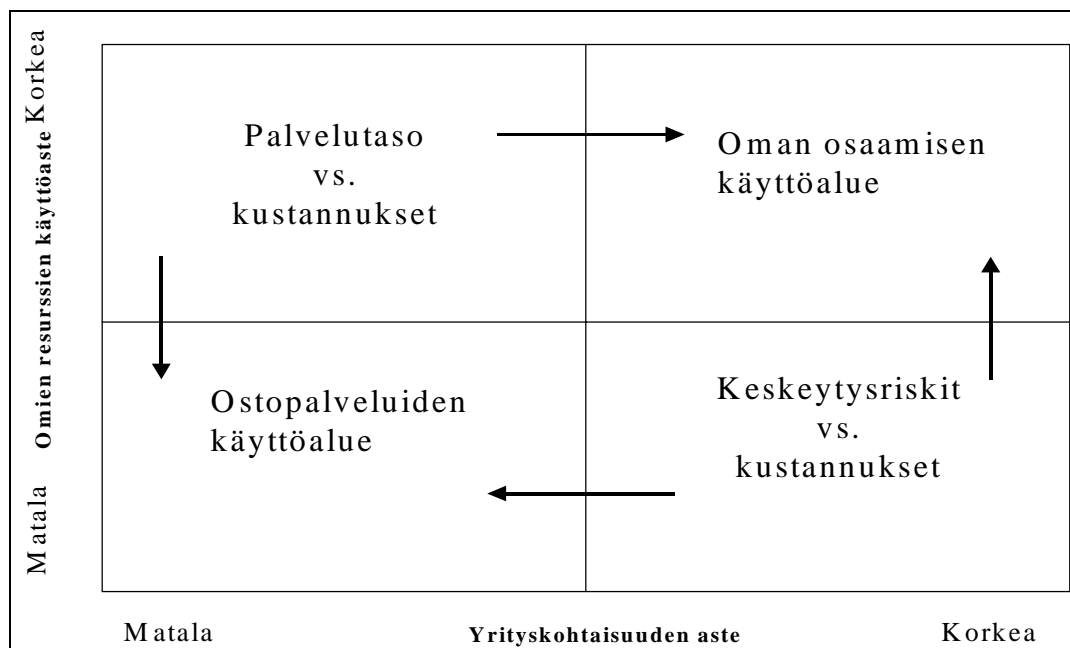 Korkea
Omien resurssien käyttöaste
Matala
Palvelutaso
vs.
kustannukset
Oman osaamisen
käyttöalue
Ostopalveluiden
käyttöalue
Keskeytysriskit
vs.
kustannukset
Matala
Yrityskohtaisuuden aste
Korkea